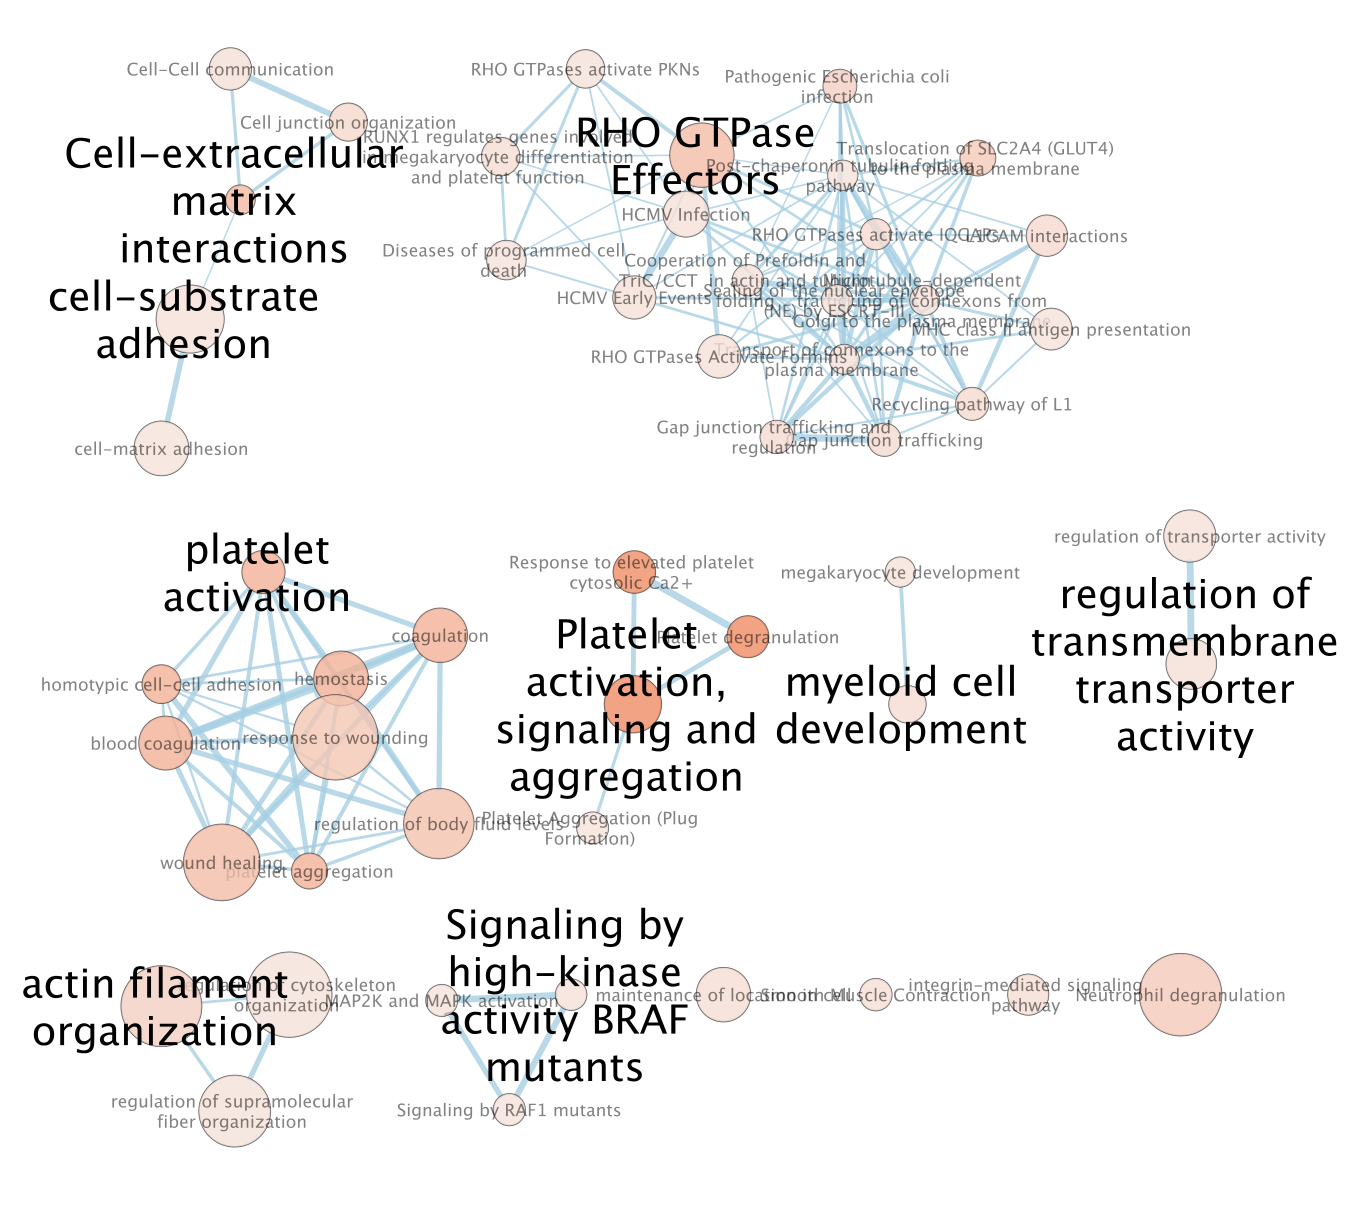 Cell-Cell communication
Cell junction organization
Cell-extracellular
matrix
interactions
cell-substrate
adhesion
cell-matrix adhesion
RHO GTPases activate PKNs
RUNX1 regulates genes involved
in megakaryocyte differentiation
and platelet function
RHO GTPase
Effectors
Pathogenic Escherichia coli
infection
Translocation of SLC2A4 (GLUT4)
to the plasma membrane
Post-chaperonin tubulin folding
pathway
HCMV Infection
RHO GTPases activate IQGAPs
L1CAM interactions
Diseases of programmed cell
death
Cooperation of Prefoldin and
TriC/CCT in actin and tubulin
folding
Microtubule-dependent
trafficking of connexons from
Golgi to the plasma membrane
Sealing of the nuclear envelope
(NE) by ESCRT-III
HCMV Early Events
MHC class II antigen presentation
RHO GTPases Activate Formins
Transport of connexons to the
plasma membrane
Recycling pathway of L1
Gap junction trafficking and
regulation
Gap junction trafficking
platelet
activation
coagulation
homotypic cell-cell adhesion
hemostasis
blood coagulation
response to wounding
regulation of body fluid levels
wound healing
platelet aggregation
Response to elevated platelet
cytosolic Ca2+
Platelet degranulation
Platelet
activation,
signaling and
aggregation
Platelet Aggregation (Plug
Formation)
megakaryocyte development
myeloid cell
development
regulation of transporter activity
regulation of
transmembrane
transporter
activity
actin filament
organization
regulation of cytoskeleton
organization
regulation of supramolecular
fiber organization
Signaling by
high-kinase
activity BRAF
mutants
MAP2K and MAPK activation
Signaling by RAF1 mutants
maintenance of location in cell
Smooth Muscle Contraction
integrin-mediated signaling
pathway
Neutrophil degranulation